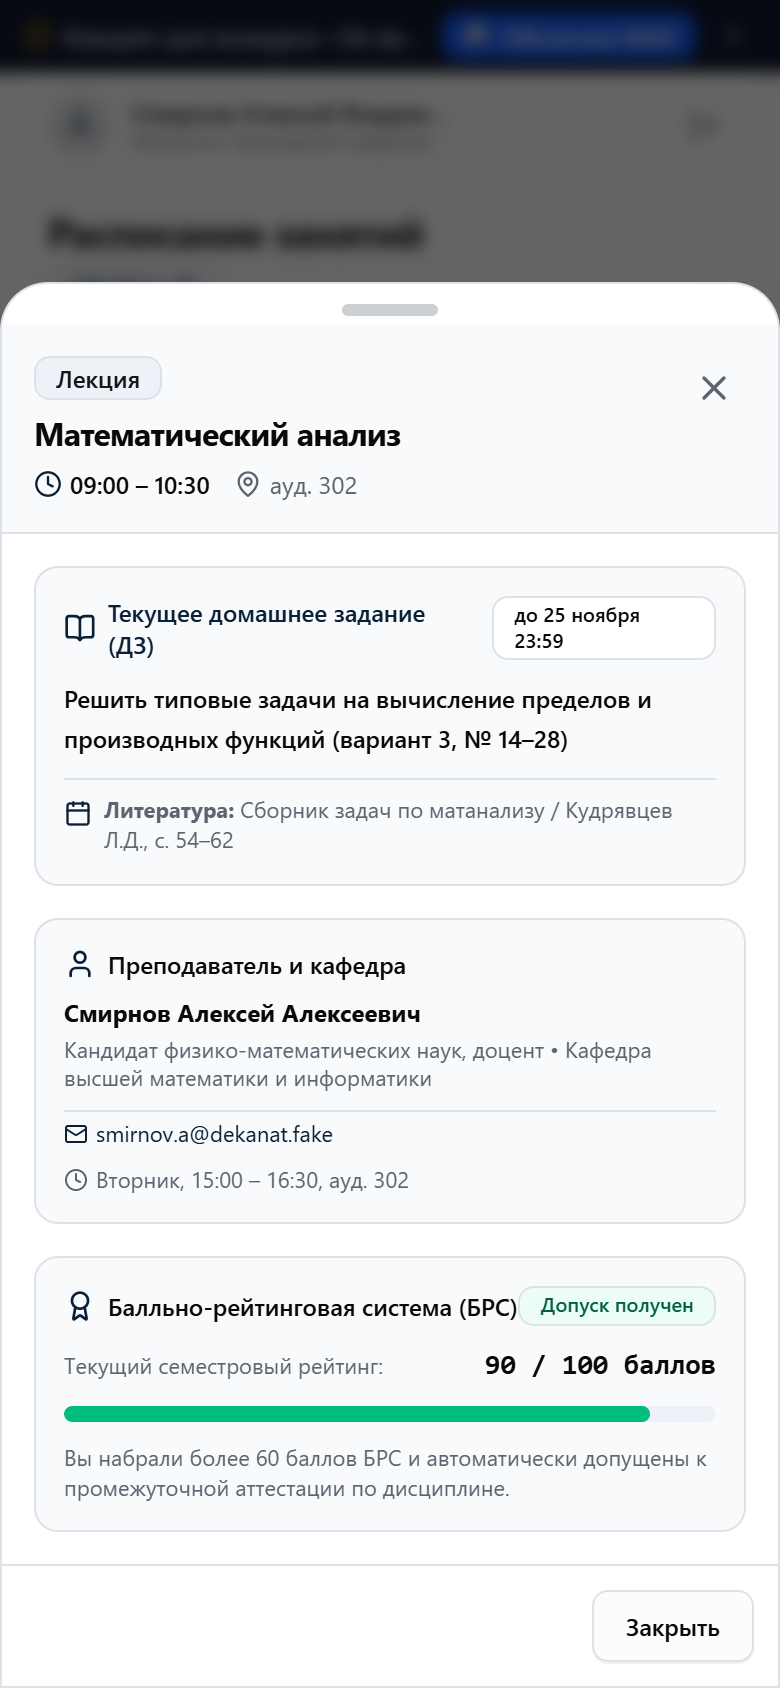 Расписание занятий
Лекция
Математический анализ
09:00 – 10:30 ауд. 302
Текущее домашнее задание
(ДЗ)
до 25 ноября
23:59
Решить типовые задачи на вычисление пределов и
производных функций (вариант 3, № 14–28)
Литература: Сборник задач по матанализу / Кудрявцев
Л.Д., с. 54–62
Преподаватель и кафедра
Смирнов Алексей Алексеевич
Кандидат физико-математических наук, доцент • Кафедра
высшей математики и информатики
smirnov.a@dekanat.fake
Вторник, 15:00 – 16:30, ауд. 302
Балльно-рейтинговая система (БРС) Допуск получен
Текущий семестровый рейтинг: 90 / 100 баллов
Вы набрали более 60 баллов БРС и автоматически допущены к
промежуточной аттестации по дисциплине.
Закрыть